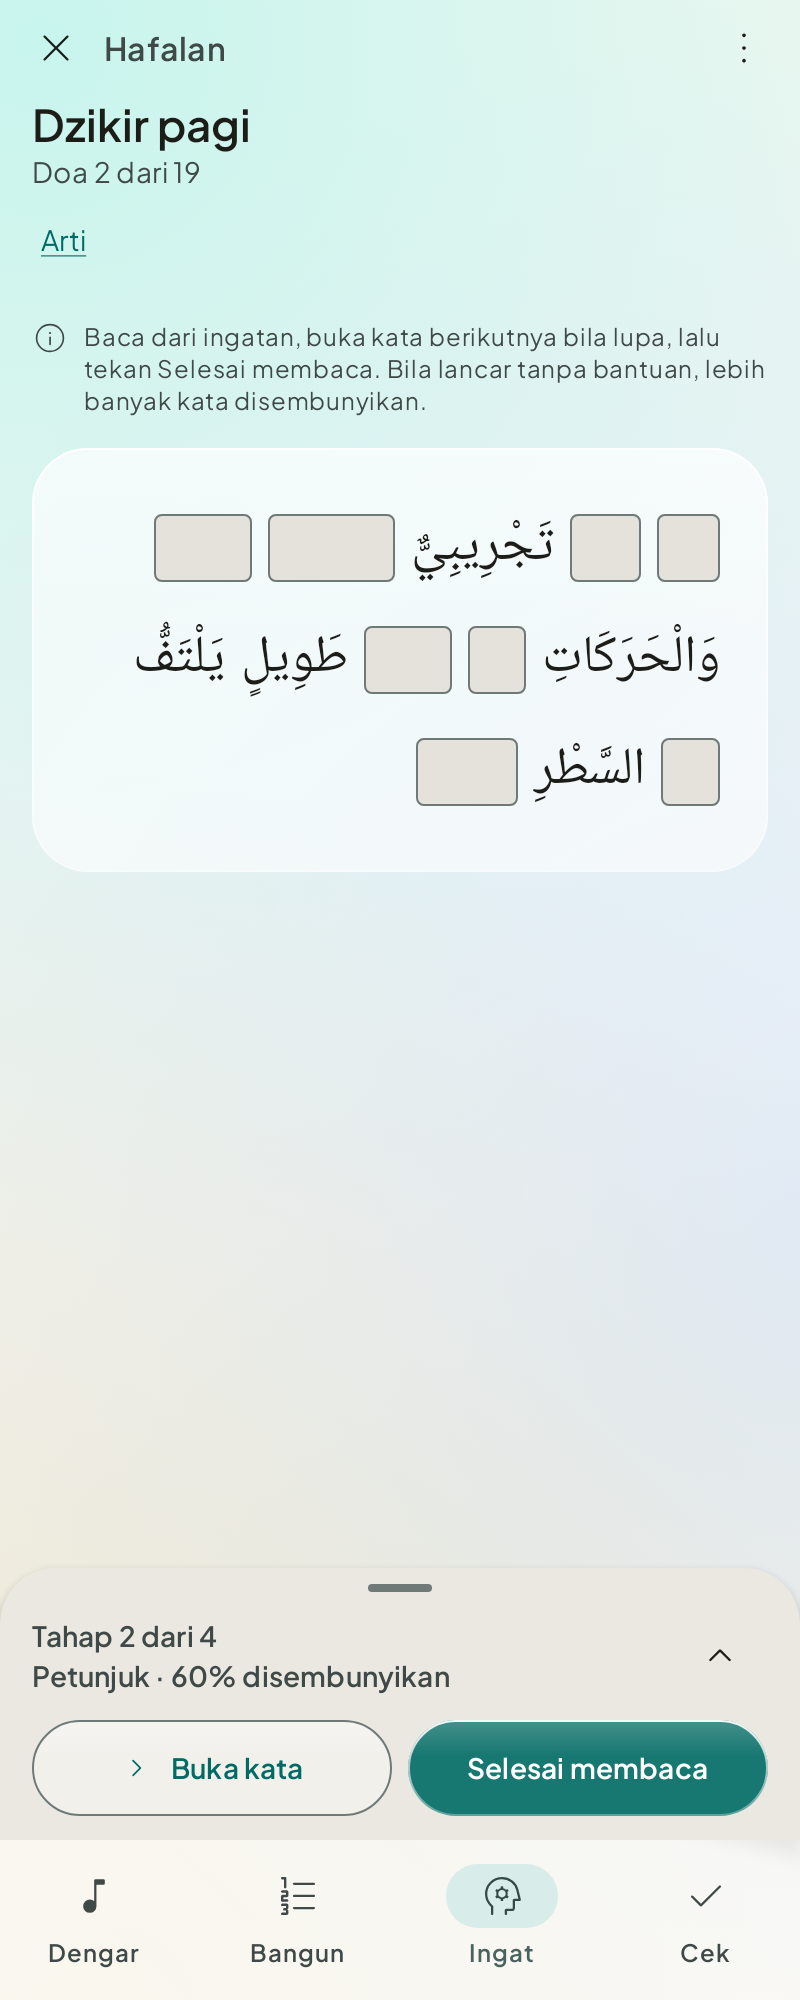 Hafalan
Dzikir pagi
Doa 2 dari 19
Arti
Baca dari ingatan, buka kata berikutnya bila lupa, lalu
tekan Selesai membaca. Bila lancar tanpa bantuan, lebih
banyak kata disembunyikan.
تَجْرِيبِيٌّ
وَالْحَرَكَاتِ طَوِيلٍ يَلْتَفُّ
السَّطْرِ
Tahap 2 dari 4
Petunjuk · 60% disembunyikan
Buka kata
Selesai membaca
Dengar
Bangun
Ingat
Cek